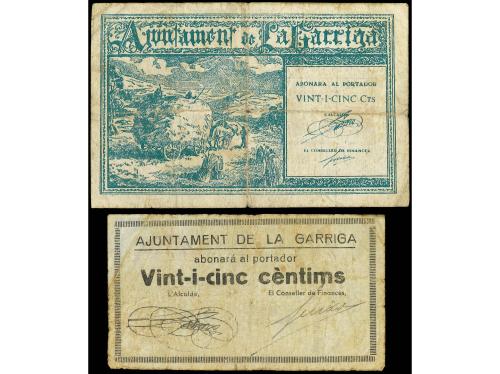 Ajuntament de La Garriga
ABONARÀ AL PORTADOR
VINT-I-CINC CTS
L'ALCALDE
EL CONSELLER DE FINANCES
AJUNTAMENT DE LA GARRIGA
abonarà al portador
Vint-i-cinc cèntims
L'Alcalde, El Conseller de Finances,